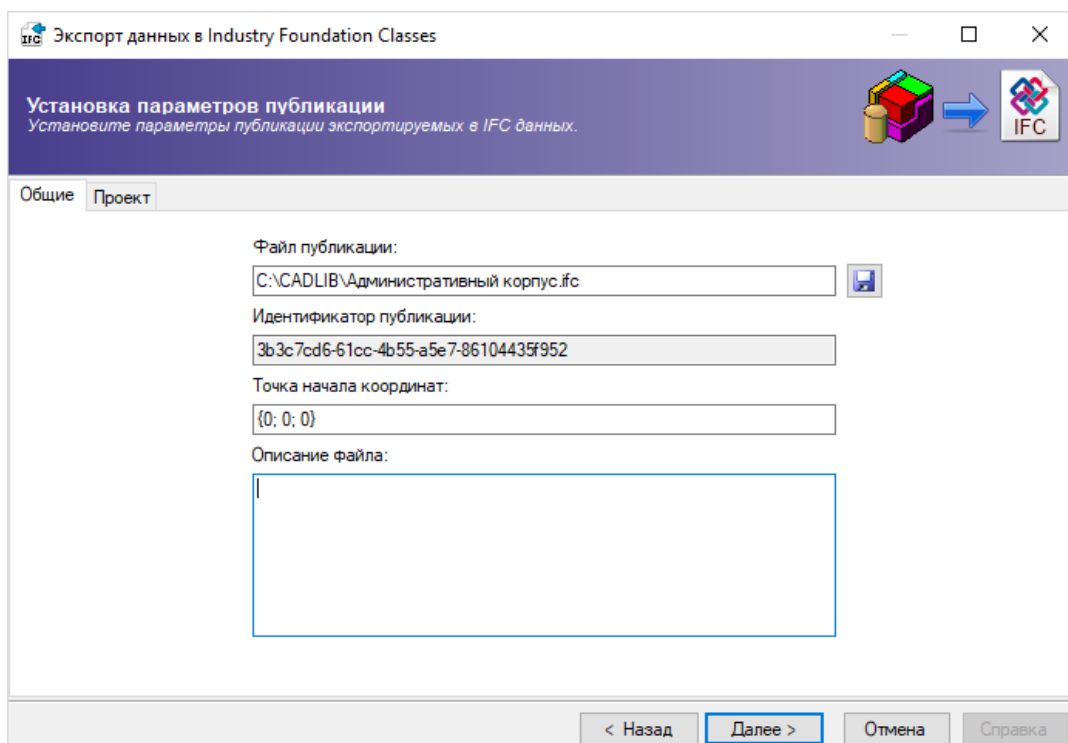 IFC Экспорт данных в Industry Foundation Classes
Установка параметров публикации
Установите параметры публикации экспортируемых в IFC данных.
IFC
Общие Проект
Файл публикации:
C:\CADLIB\Административный корпус.ifc
Идентификатор публикации:
3b3c7cd6-61cc-4b55-a5e7-86104435f952
Точка начала координат:
{0; 0; 0}
Описание файла:
< Назад Далее > Отмена Справка